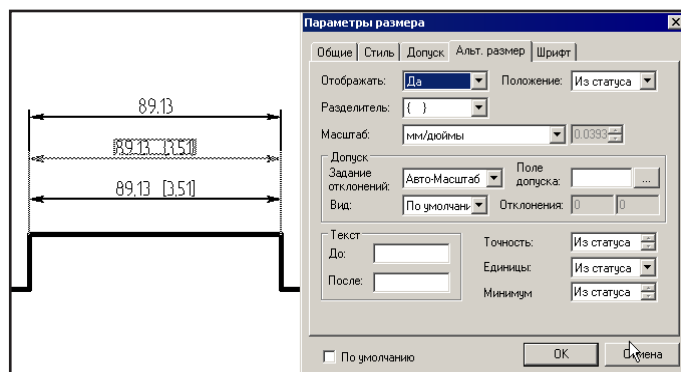 89.13
89.13 [3.51]
89.13 [3.51]
Параметры размера
Общие Стиль Допуск Альт. размер Шрифт
Отображать: Да Положение: Из статуса
Разделитель: { }
Масштаб: мм/дюймы 0.0393
Допуск
Задание отклонений: Авто-Масштаб Поле допуска: ...
Вид: По умолчани Отклонения: 0 0
Текст
До:
После:
Точность: Из статуса
Единицы: Из статуса
Минимум Из статуса
По умолчанию OK Отмена